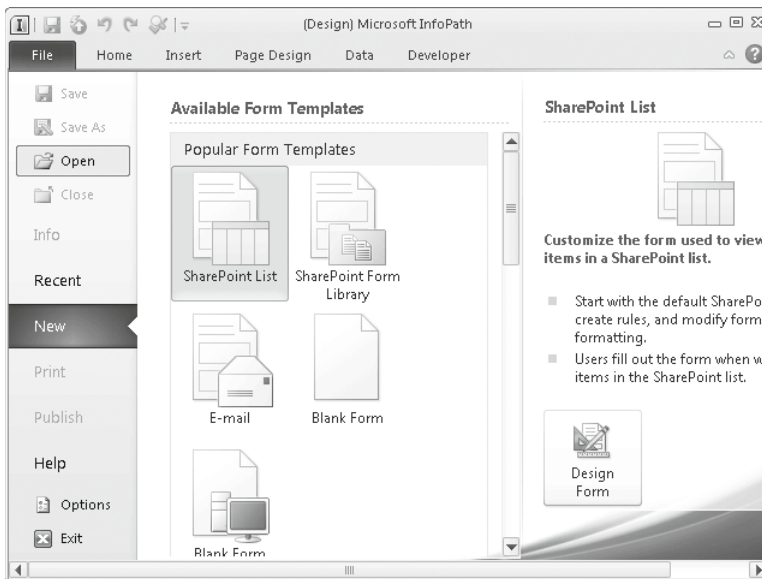 (Design) Microsoft InfoPath
File Home Insert Page Design Data Developer
Save
Save As
Open
Close
Info
Recent
New
Print
Publish
Help
Options
Exit
Available Form Templates
Popular Form Templates
SharePoint List
SharePoint Form
Library
E-mail
Blank Form
Blank Form
SharePoint List
Customize the form used to view
items in a SharePoint list.
Start with the default SharePo
create rules, and modify form
formatting.
Users fill out the form when w
items in the SharePoint list.
Design
Form